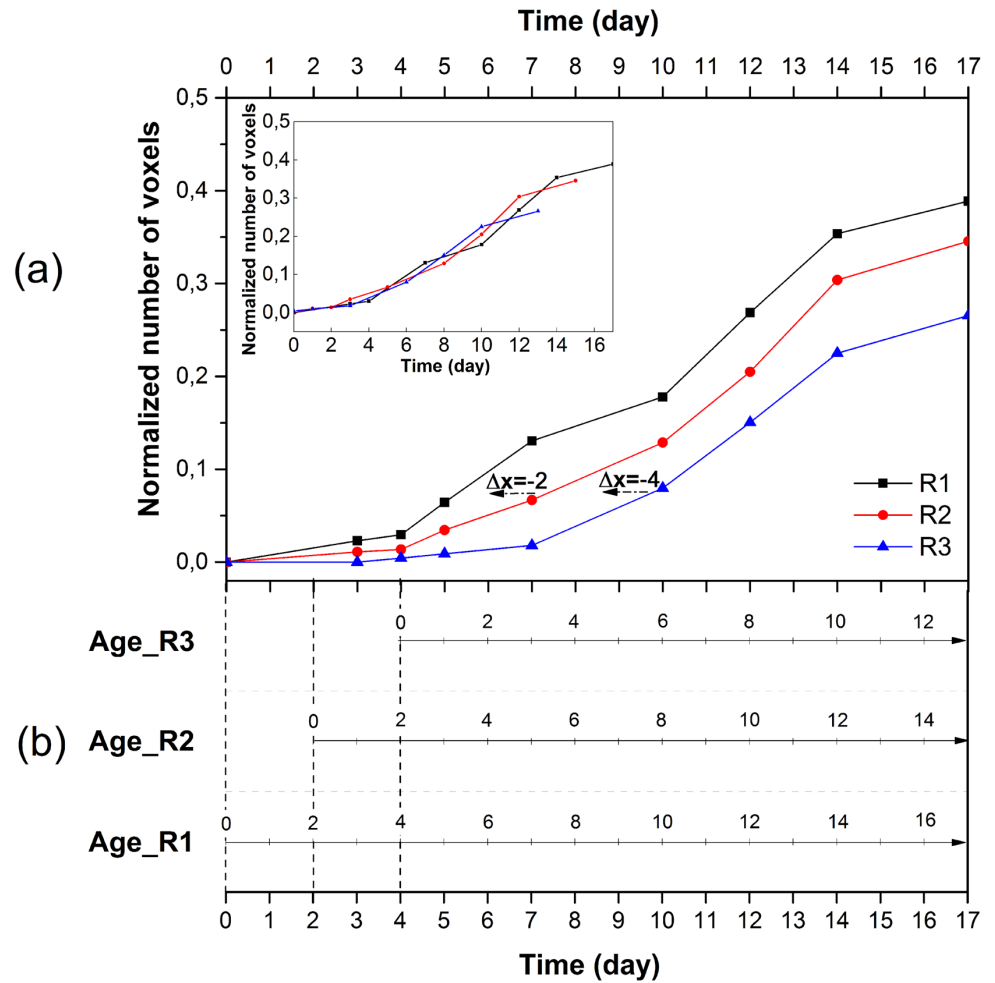 Time (day)
0 1 2 3 4 5 6 7 8 9 10 11 12 13 14 15 16 17
(a)
Normalized number of voxels
0,5
0,4
0,3
0,2
0,1
0,0
Normalized number of voxels
0,5
0,4
0,3
0,2
0,1
0,0
0 2 4 6 8 10 12 14 16
Time (day)
Δx=-2
Δx=-4
R1
R2
R3
(b)
Age_R3
0 2 4 6 8 10 12
Age_R2
0 2 4 6 8 10 12 14
Age_R1
0 2 4 6 8 10 12 14 16
0 1 2 3 4 5 6 7 8 9 10 11 12 13 14 15 16 17
Time (day)